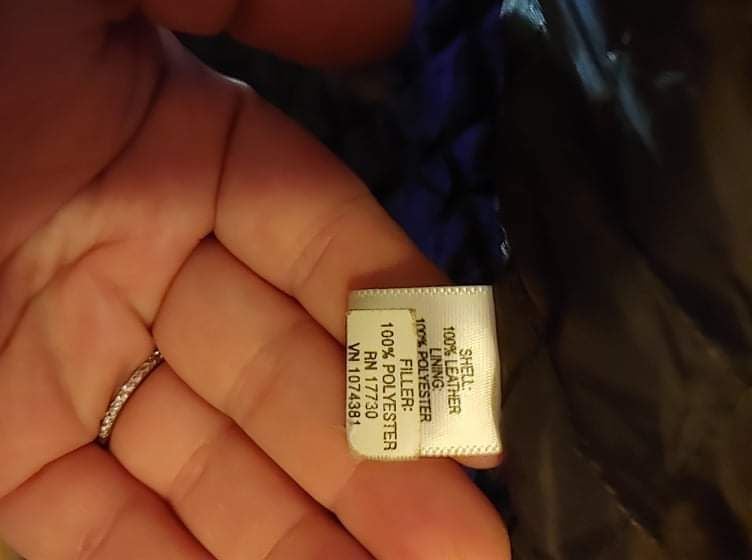 SHELL:
100% LEATHER
LINING:
100% POLYESTER
FILLER:
100% POLYESTER
RN 17730
VN 1074381